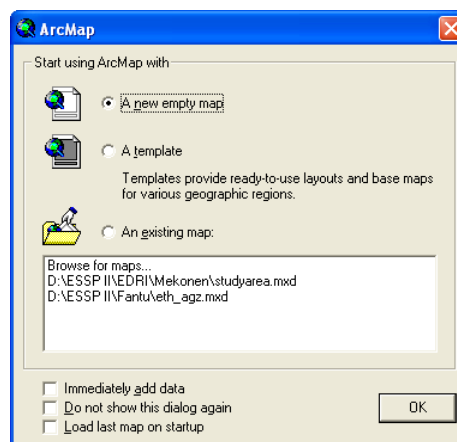 ArcMap
Start using ArcMap with
A new empty map
A template
Templates provide ready-to-use layouts and base maps
for various geographic regions.
An existing map:
Browse for maps...
D:\ESSP II\EDRI\Mekonen\studyarea.mxd
D:\ESSP II\Fantu\eth_agz.mxd
Immediately add data
Do not show this dialog again
Load last map on startup
OK